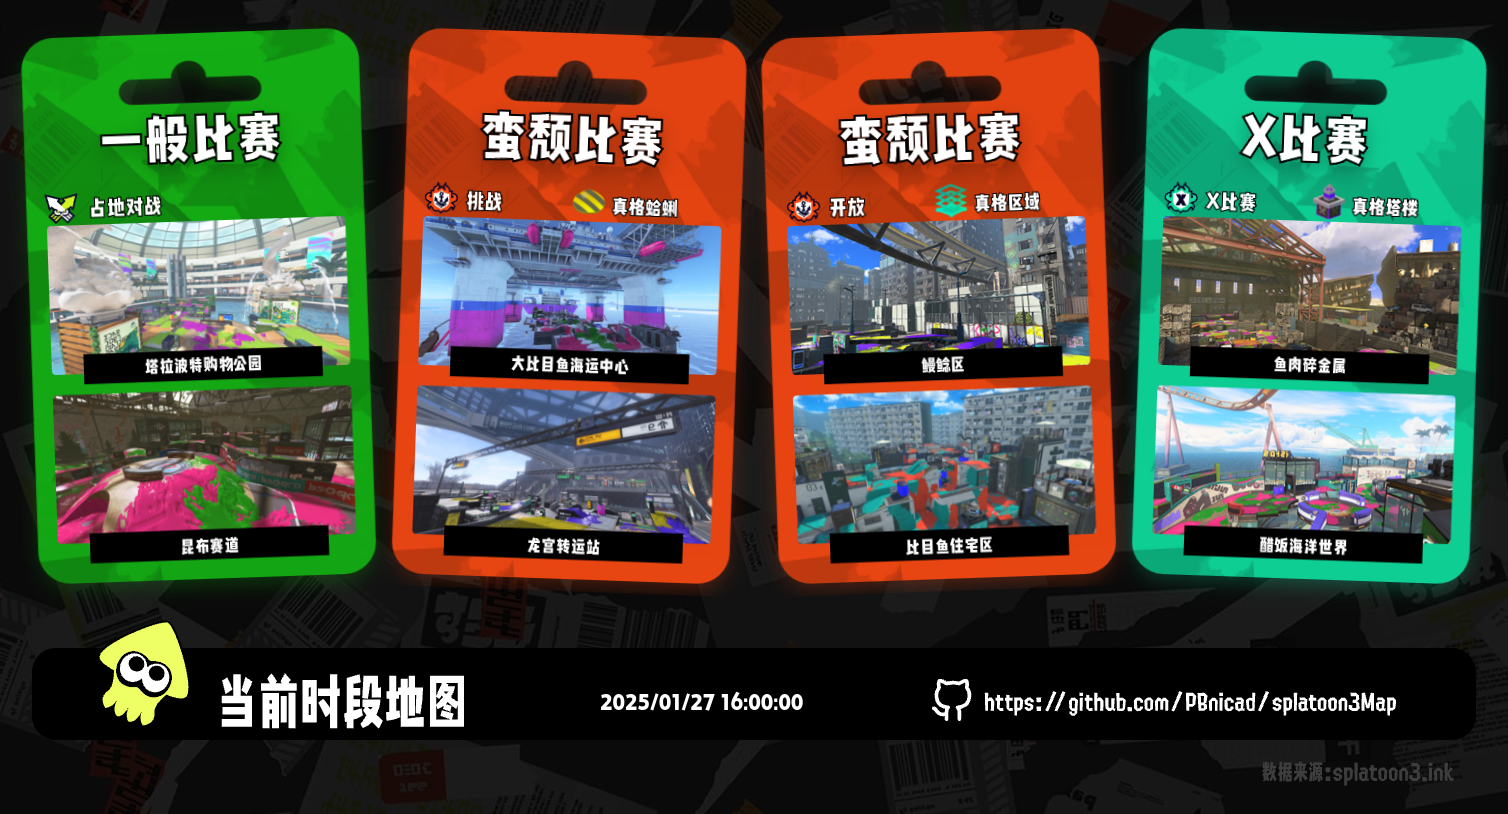 一般比赛
占地对战
塔拉波特购物公园
昆布赛道
蛮颓比赛
挑战
真格蛤蜊
大比目鱼海运中心
龙宫转运站
蛮颓比赛
开放
真格区域
鳗鲶区
比目鱼住宅区
X比赛
X比赛
真格塔楼
鱼肉碎金属
醋饭海洋世界
当前时段地图
2025/01/27 16:00:00
https://github.com/PBnicad/splatoon3Map
数据来源:splatoon3.ink